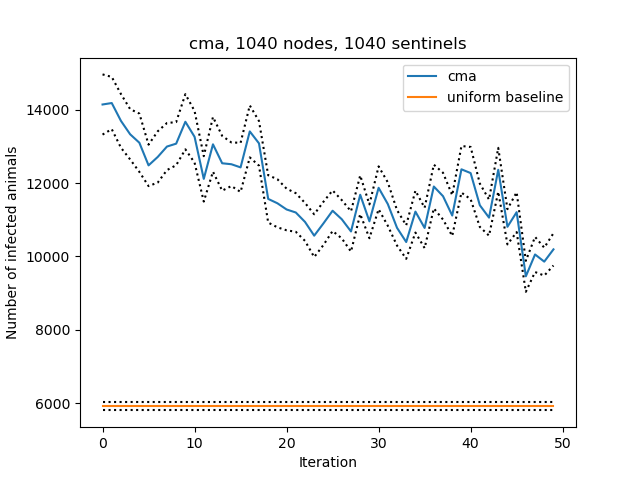 cma, 1040 nodes, 1040 sentinels
cma
uniform baseline
Number of infected animals
14000
12000
10000
8000
6000
0 10 20 30 40 50
Iteration